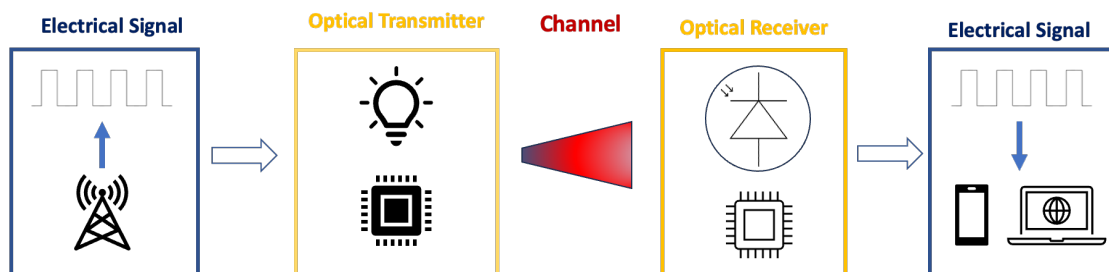 Electrical Signal
Optical Transmitter
Channel
Optical Receiver
Electrical Signal